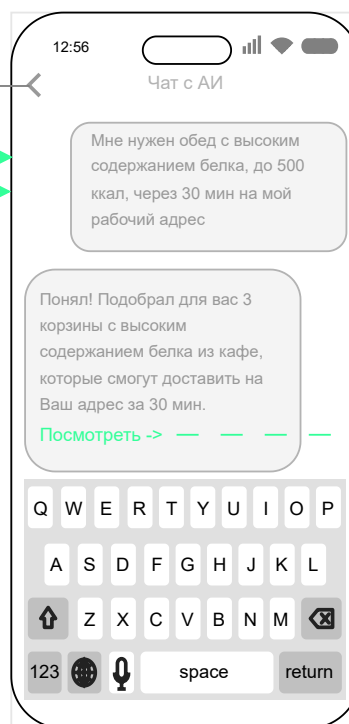 12:56
Чат с АИ
Мне нужен обед с высоким
содержанием белка, до 500
ккал, через 30 мин на мой
рабочий адрес
Понял! Подобрал для вас 3
корзины с высоким
содержанием белка из кафе,
которые смогут доставить на
Ваш адрес за 30 мин.
Посмотреть ->
Q W E R T Y U I O P
A S D F G H J K L
Z X C V B N M
123 space return